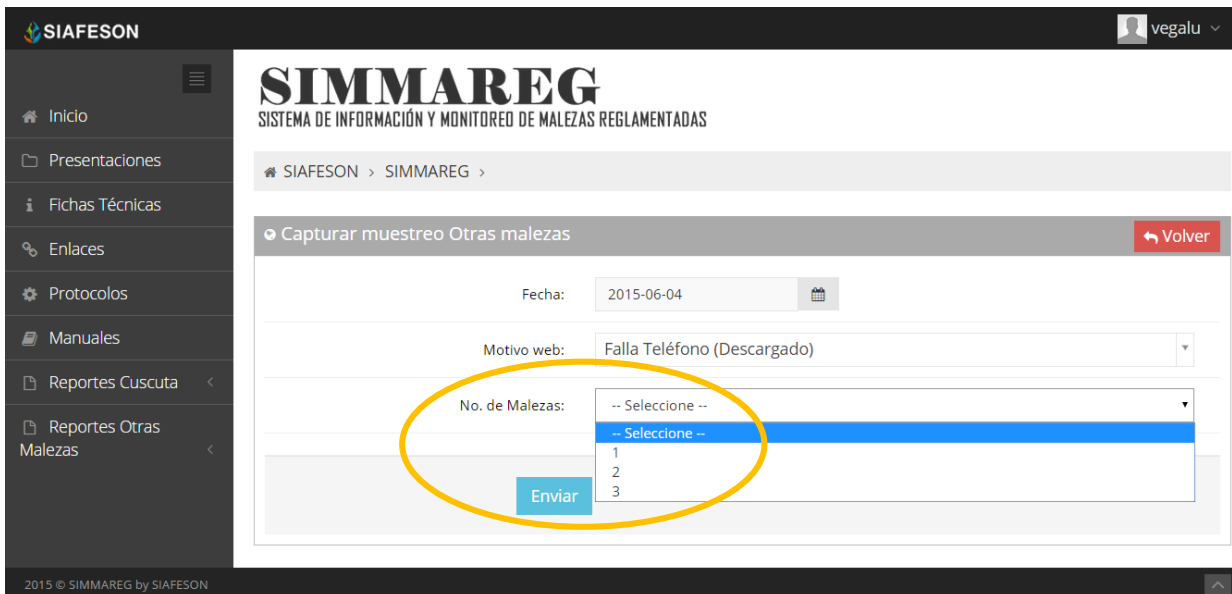 SIAFESON
vegalu
SIMMAREG
SISTEMA DE INFORMACIÓN Y MONITOREO DE MALEZAS REGLAMENTADAS
Inicio
Presentaciones
Fichas Técnicas
Enlaces
Protocolos
Manuales
Reportes Cuscuta
Reportes Otras
Malezas
SIAFESON > SIMMAREG >
Capturar muestreo Otras malezas
Volver
Fecha: 2015-06-04
Motivo web: Falla Teléfono (Descargado)
No. de Malezas: -- Seleccione --
-- Seleccione --
1
2
3
Enviar
2015 © SIMMAREG by SIAFESON